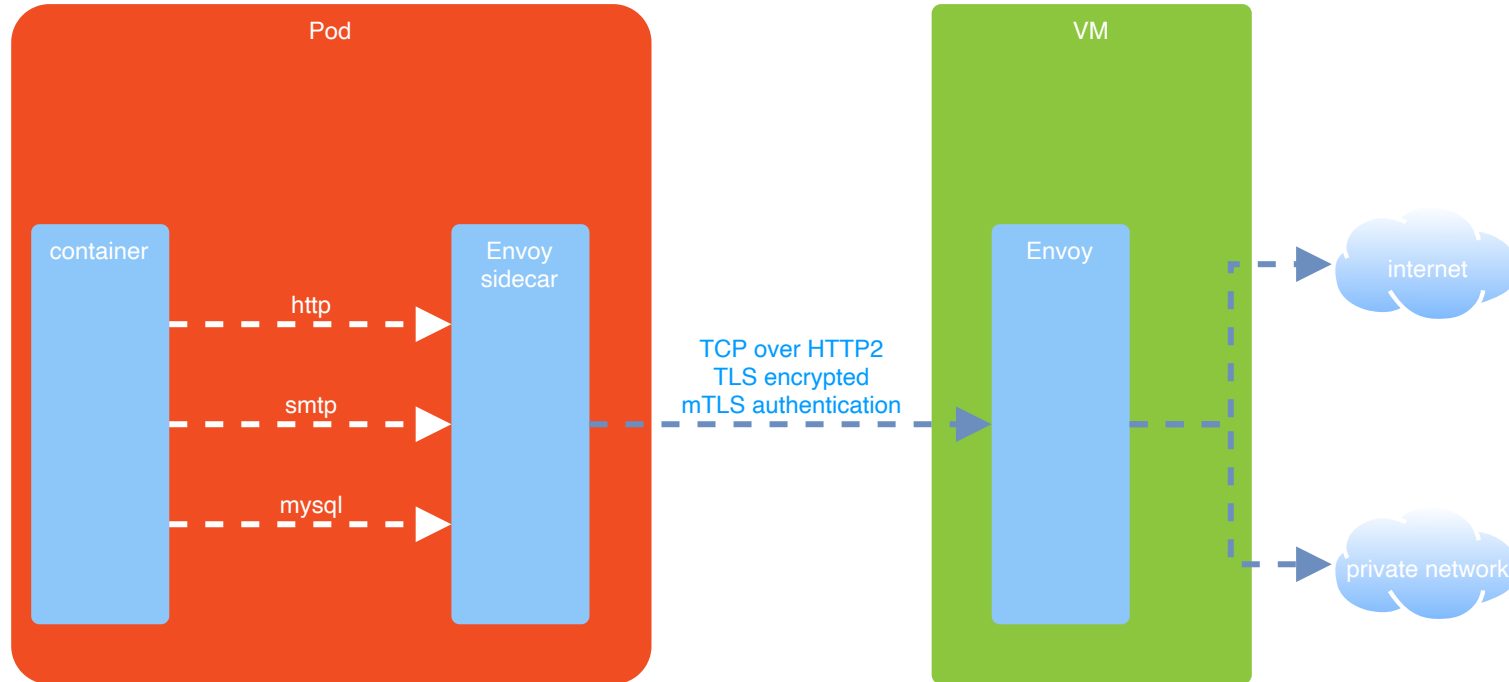 Pod
VM
container
Envoy
sidecar
Envoy
internet
http
TCP over HTTP2
TLS encrypted
mTLS authentication
smtp
mysql
private network